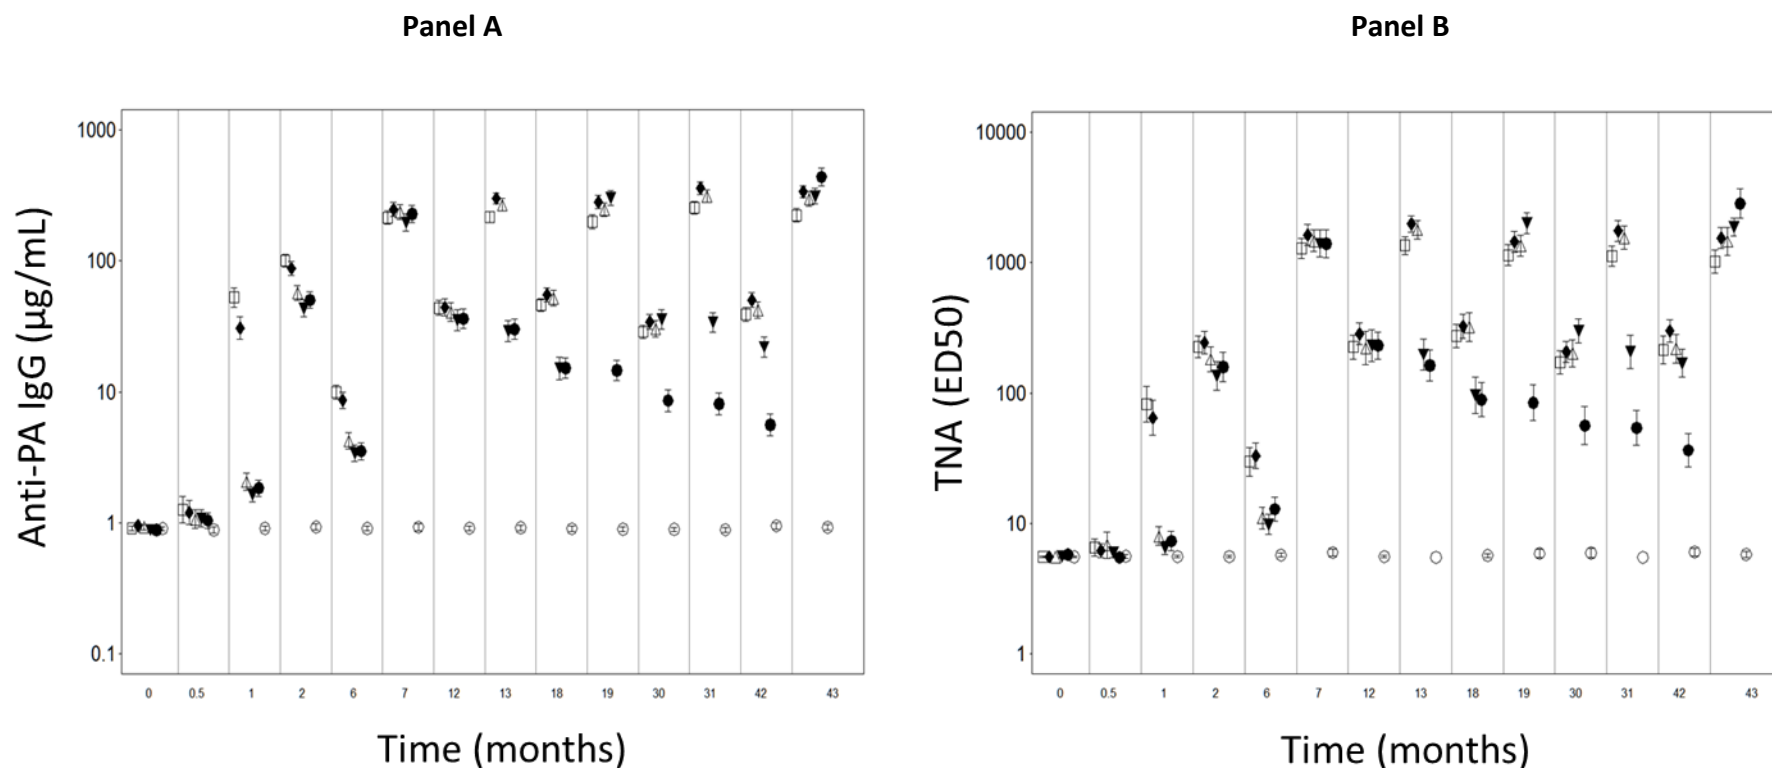 Panel A
Anti-PA IgG (µg/mL)
1000
100
10
1
0.1
0 0.5 1 2 6 7 12 13 18 19 30 31 42 43
Time (months)
Panel B
TNA (ED50)
10000
1000
100
10
1
0 0.5 1 2 6 7 12 13 18 19 30 31 42 43
Time (months)